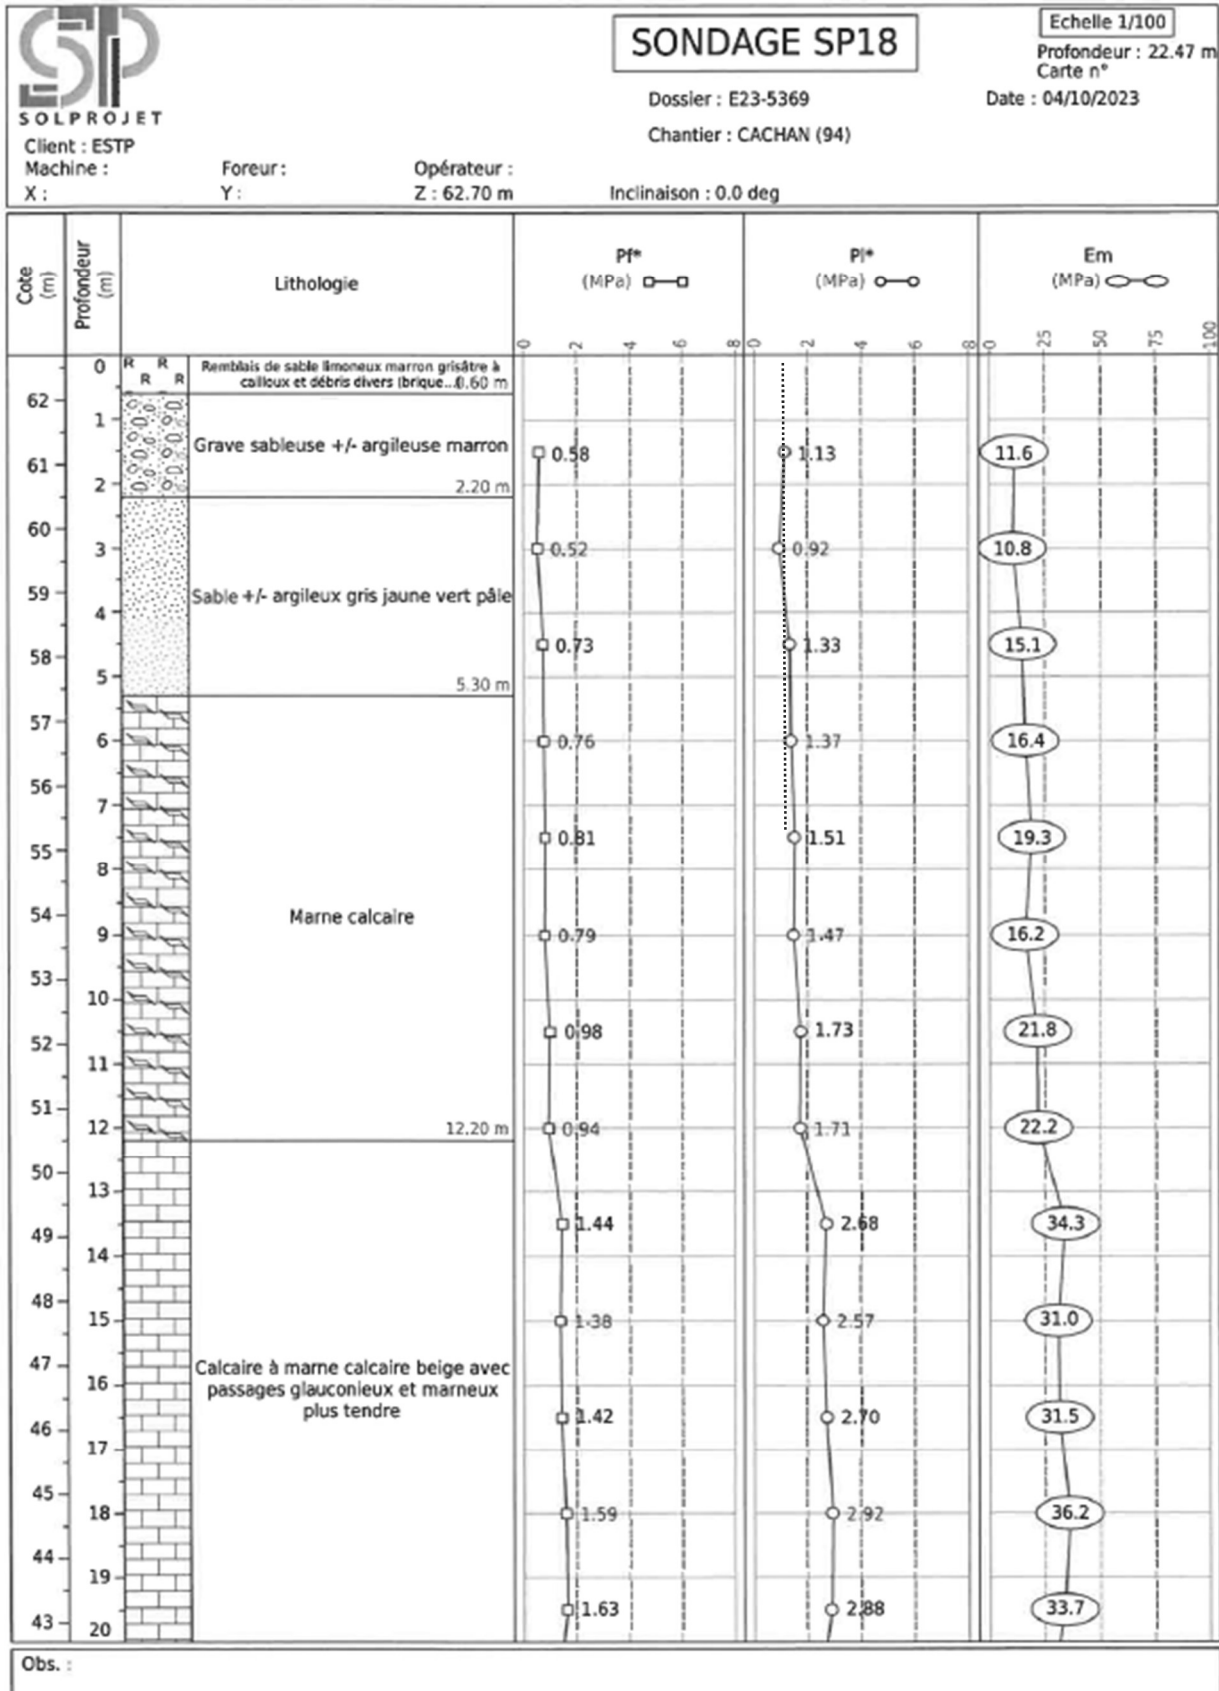 STP
SOLPROJET
SONDAGE SP18
Echelle 1/100
Profondeur : 22.47 m
Carte n°
Dossier : E23-5369
Date : 04/10/2023
Chantier : CACHAN (94)
Client : ESTP
Machine :
Foreur :
Opérateur :
X :
Y :
Z : 62.70 m
Inclinaison : 0.0 deg
Cote
(m)
Profondeur
(m)
Lithologie
Pf*
(MPa)
Pl*
(MPa)
Em
(MPa)
0 2 4 6 8
0 2 4 6 8
0 25 50 75 100
0
R R
R R
Remblais de sable limoneux marron grisâtre à
cailloux et débris divers (brique...0.60 m
62
1
Grave sableuse +/- argileuse marron
0.58
1.13
11.6
61
2
2.20 m
60
3
0.52
0.92
10.8
59
Sable +/- argileux gris jaune vert pâle
4
0.73
1.33
15.1
58
5
5.30 m
57
6
0.76
1.37
16.4
56
7
0.81
1.51
19.3
55
8
54
Marne calcaire
9
0.79
1.47
16.2
53
10
0.98
1.73
21.8
52
11
51
12
12.20 m
0.94
1.71
22.2
50
13
1.44
2.68
34.3
49
14
48
15
1.38
2.57
31.0
47
Calcaire à marne calcaire beige avec
passages glauconieux et marneux
plus tendre
16
1.42
2.70
31.5
46
17
45
18
1.59
2.92
36.2
44
19
1.63
2.88
33.7
43
20
Obs. :